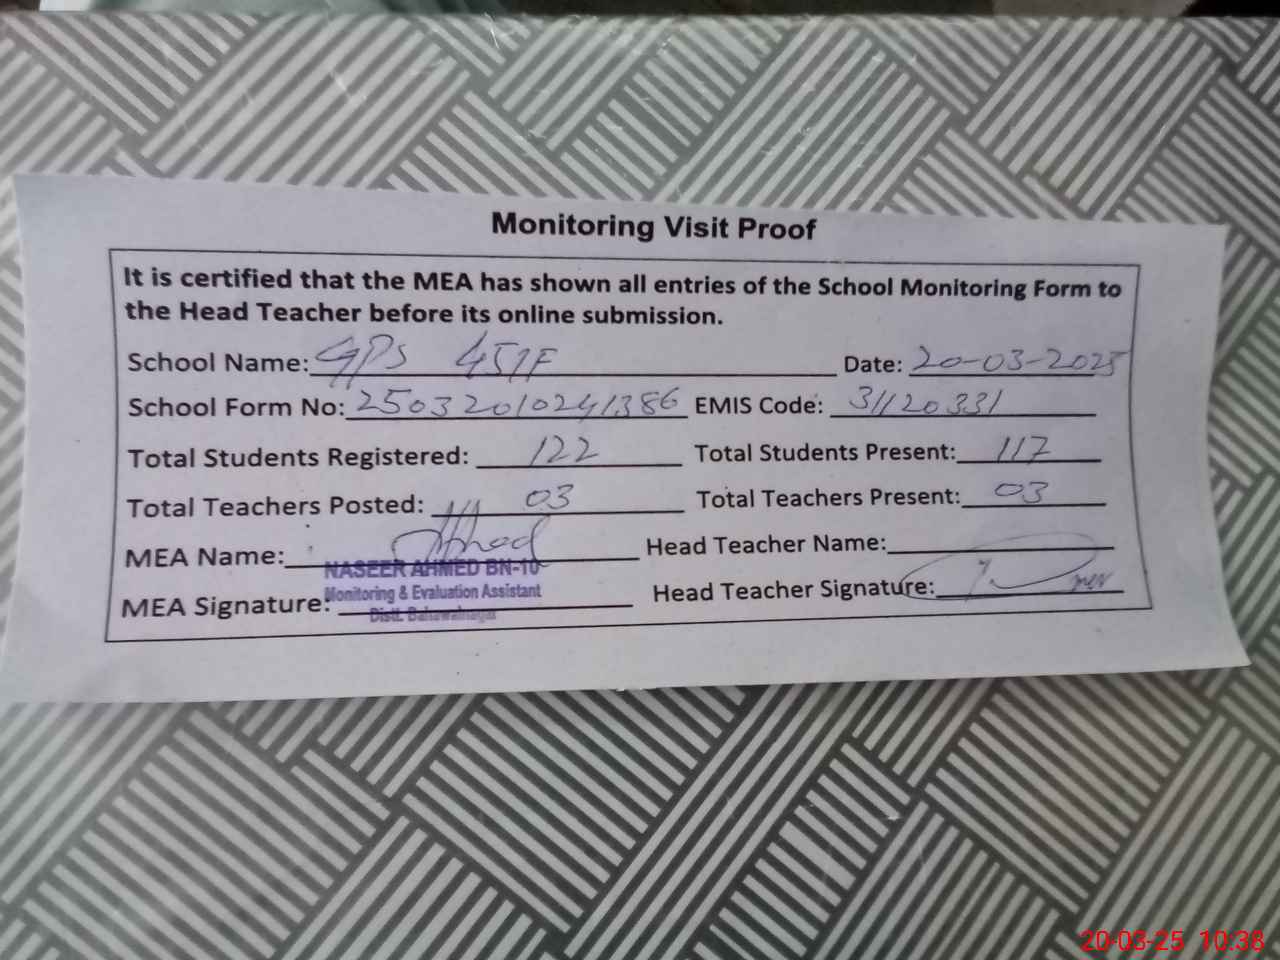 Monitoring Visit Proof
It is certified that the MEA has shown all entries of the School Monitoring Form to
the Head Teacher before its online submission.
School Name: GPS Date: 20-03-2025
School Form No: 25032010241386 EMIS Code: 31120331
Total Students Registered: 122 Total Students Present: 117
Total Teachers Posted: 03 Total Teachers Present: 03
MEA Name: Head Teacher Name:
NASEER AHMED BN-10
MEA Signature: Monitoring & Evaluation Assistant Head Teacher Signature:
Distt. Bahawalnagar
20-03-25 10:38